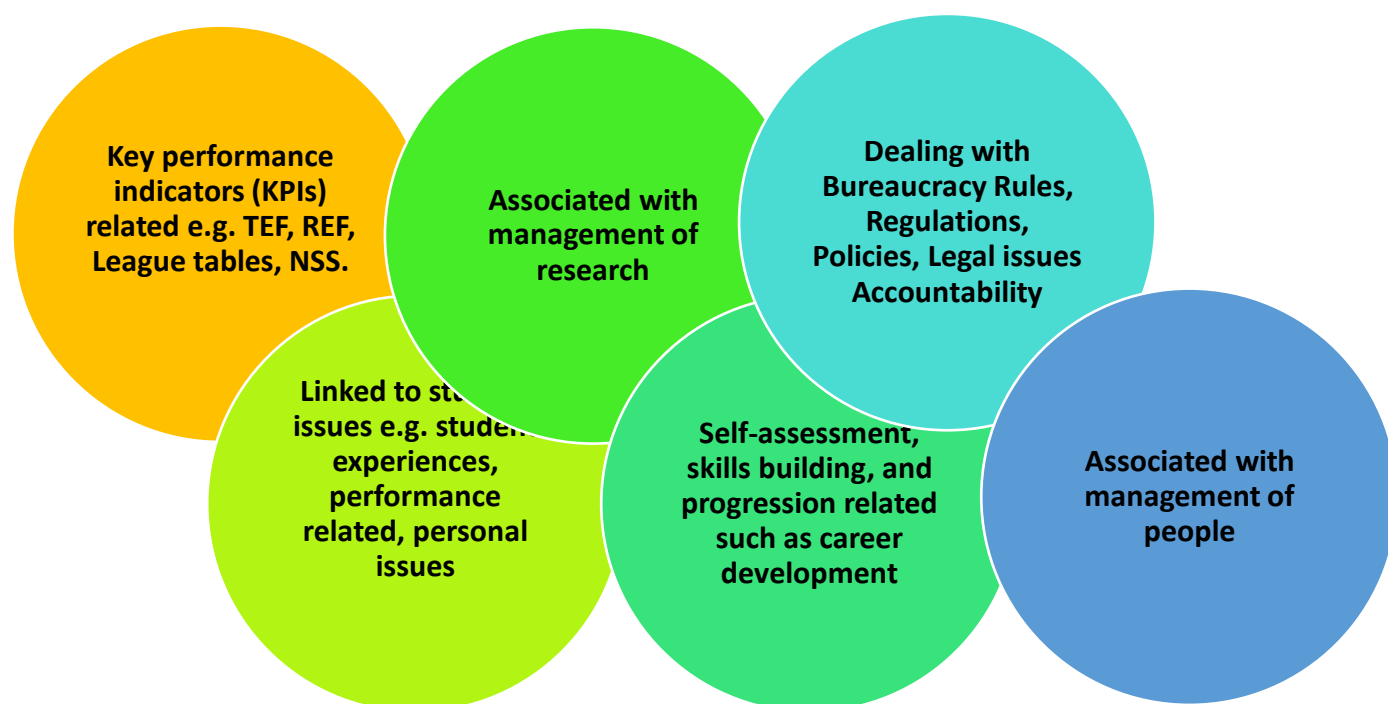 Key performance
indicators (KPIs)
related e.g. TEF, REF,
League tables, NSS.
Linked to
issues e.g. student
experiences,
performance
related, personal
issues
Associated with
management of
research
Self-assessment,
skills building, and
progression related
such as career
development
Dealing with
Bureaucracy Rules,
Regulations,
Policies, Legal issues
Accountability
Associated with
management of
people